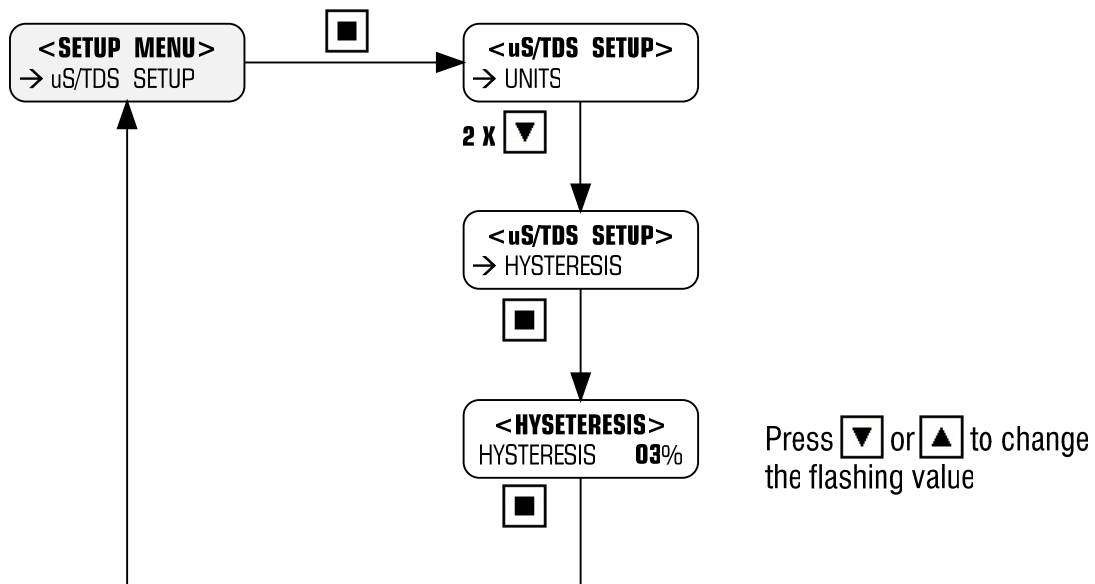 <SETUP MENU>
→ uS/TDS SETUP
<uS/TDS SETUP>
→ UNITS
2 X ▼
<uS/TDS SETUP>
→ HYSTERESIS
<HYSETERESIS>
HYSTERESIS 03%
Press ▼ or ▲ to change
the flashing value